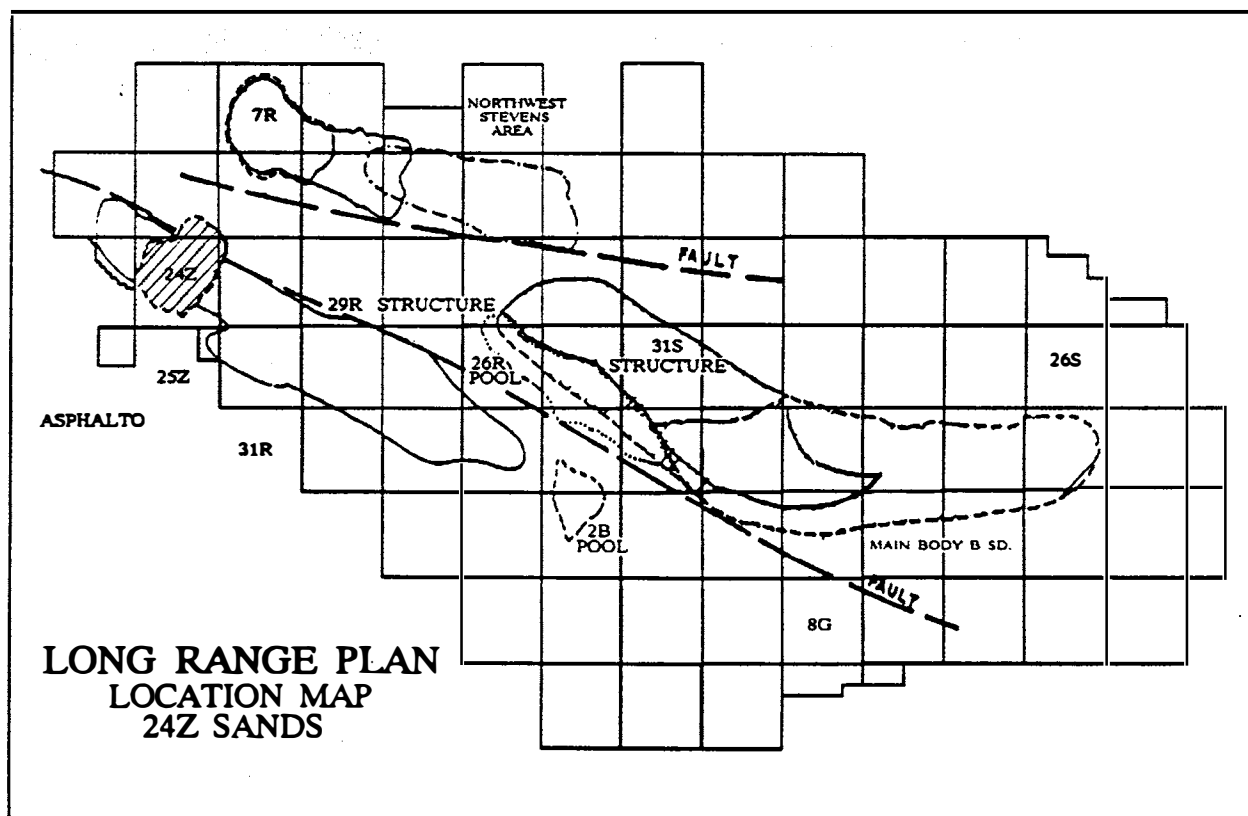 NORTHWEST
STEVENS
AREA
7R
FAULT
24Z
29R STRUCTURE
31S
STRUCTURE
26R
POOL
26S
25Z
ASPHALTO
31R
2B
POOL
MAIN BODY B SD.
FAULT
8G
LONG RANGE PLAN
LOCATION MAP
24Z SANDS